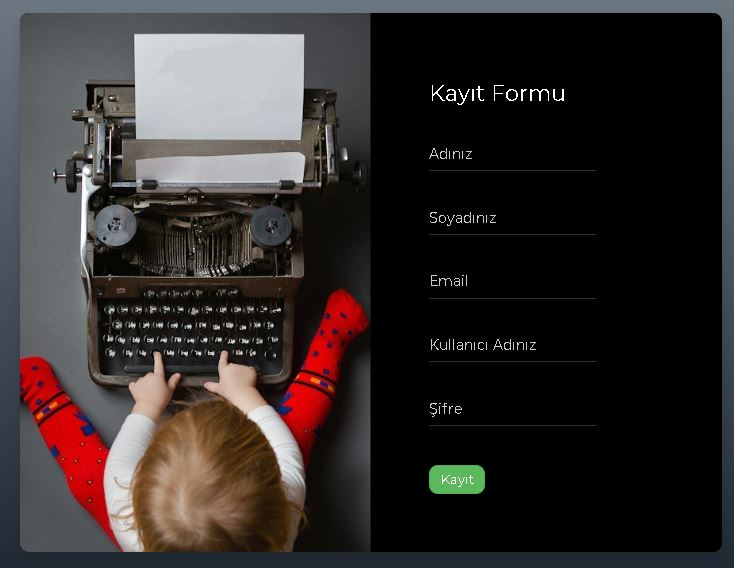 Kayıt Formu
Adınız
Soyadınız
Email
Kullanıcı Adınız
Şifre
Kayıt